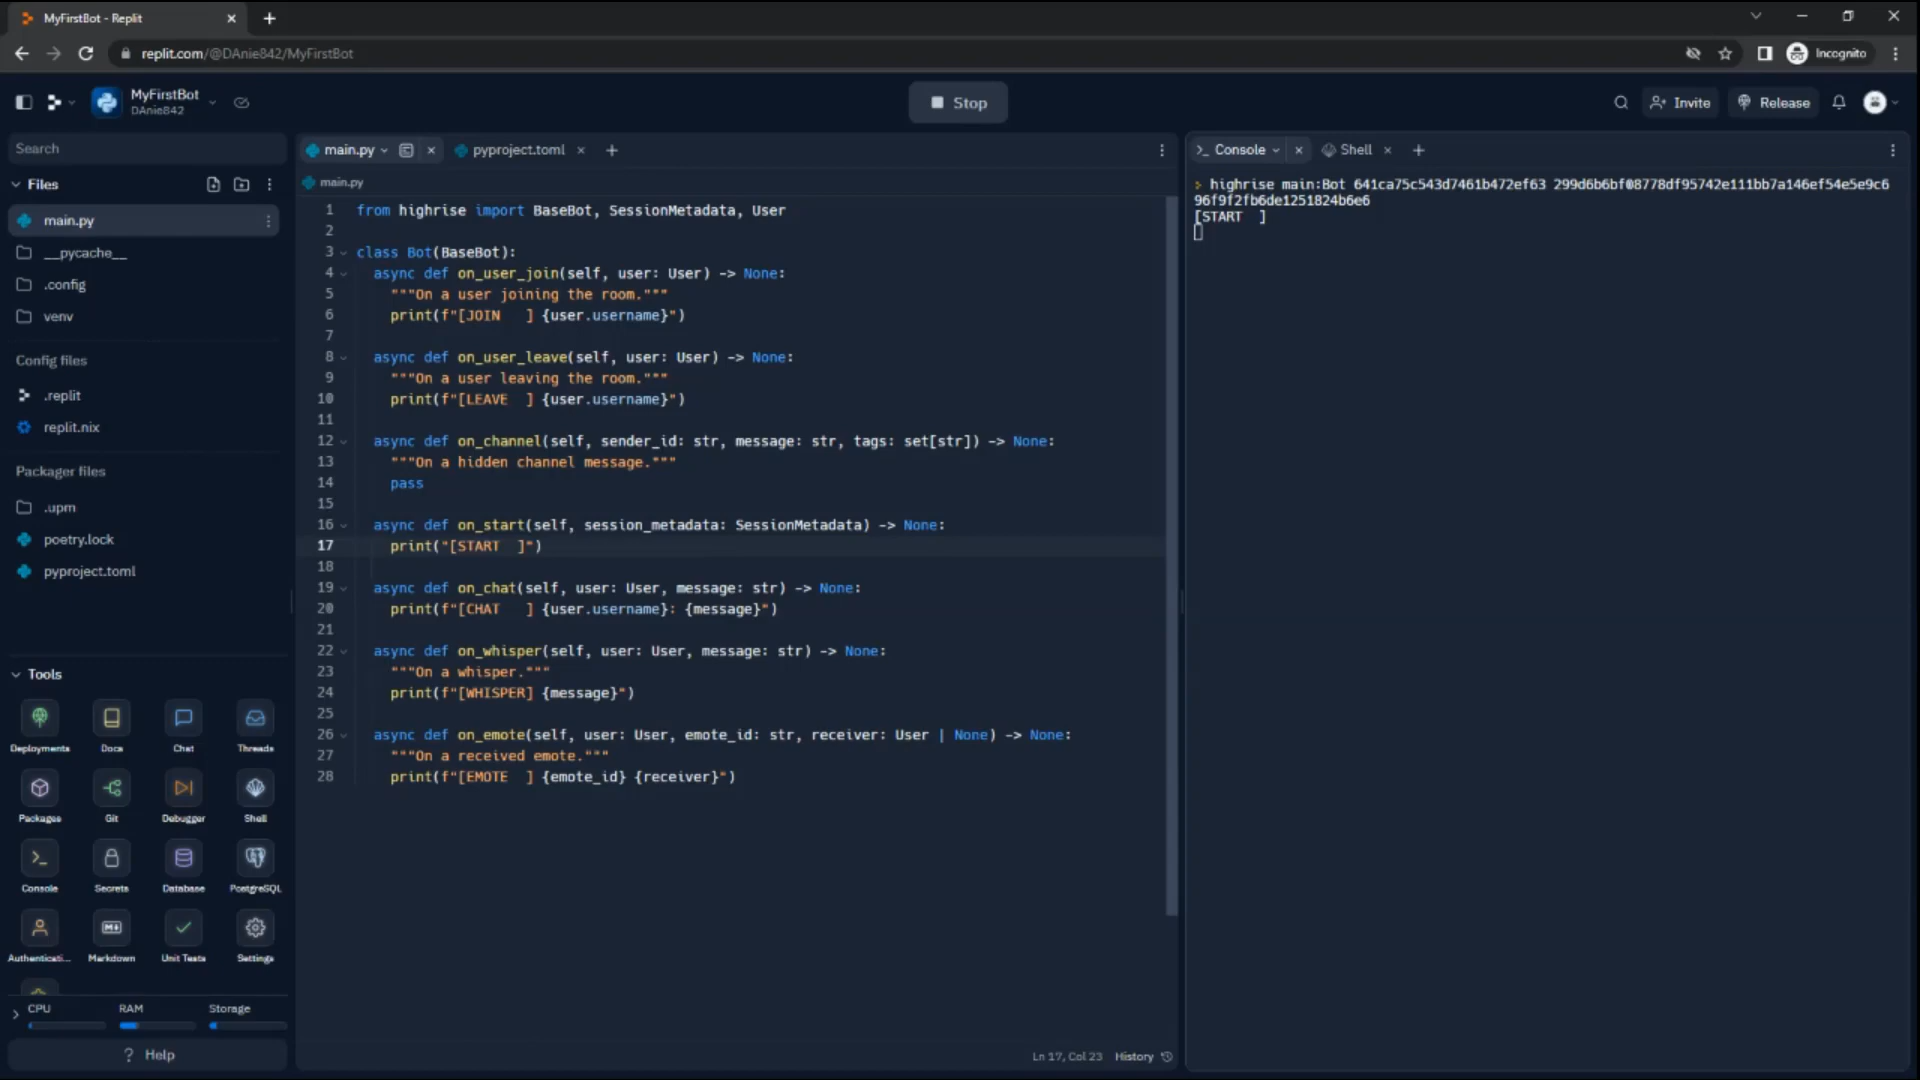 MyFirstBot - Replit
replit.com/@DAnie842/MyFirstBot
Incognito
MyFirstBot
DAnie842
Stop
Invite
Release
Search
Files
main.py
__pycache__
.config
venv
Config files
.replit
replit.nix
Packager files
.upm
poetry.lock
pyproject.toml
Tools
Deployments
Docs
Chat
Threads
Packages
Git
Debugger
Shell
Console
Secrets
Database
PostgreSQL
Authenticati...
Markdown
Unit Tests
Settings
CPU
RAM
Storage
? Help
main.py
pyproject.toml
main.py
1 from highrise import BaseBot, SessionMetadata, User
2
3 class Bot(BaseBot):
4 async def on_user_join(self, user: User) -> None:
5 """On a user joining the room."""
6 print(f"[JOIN   ] {user.username}")
7
8 async def on_user_leave(self, user: User) -> None:
9 """On a user leaving the room."""
10 print(f"[LEAVE  ] {user.username}")
11
12 async def on_channel(self, sender_id: str, message: str, tags: set[str]) -> None:
13 """On a hidden channel message."""
14 pass
15
16 async def on_start(self, session_metadata: SessionMetadata) -> None:
17 print("[START  ]")
18
19 async def on_chat(self, user: User, message: str) -> None:
20 print(f"[CHAT   ] {user.username}: {message}")
21
22 async def on_whisper(self, user: User, message: str) -> None:
23 """On a whisper."""
24 print(f"[WHISPER] {message}")
25
26 async def on_emote(self, user: User, emote_id: str, receiver: User | None) -> None:
27 """On a received emote."""
28 print(f"[EMOTE  ] {emote_id} {receiver}")
Ln 17, Col 23
History
Console
Shell
highrise main:Bot 641ca75c543d7461b472ef63 299d6b6bf08778df95742e111bb7a146ef54e5e9c6
96f9f2fb6de1251824b6e6
[START  ]